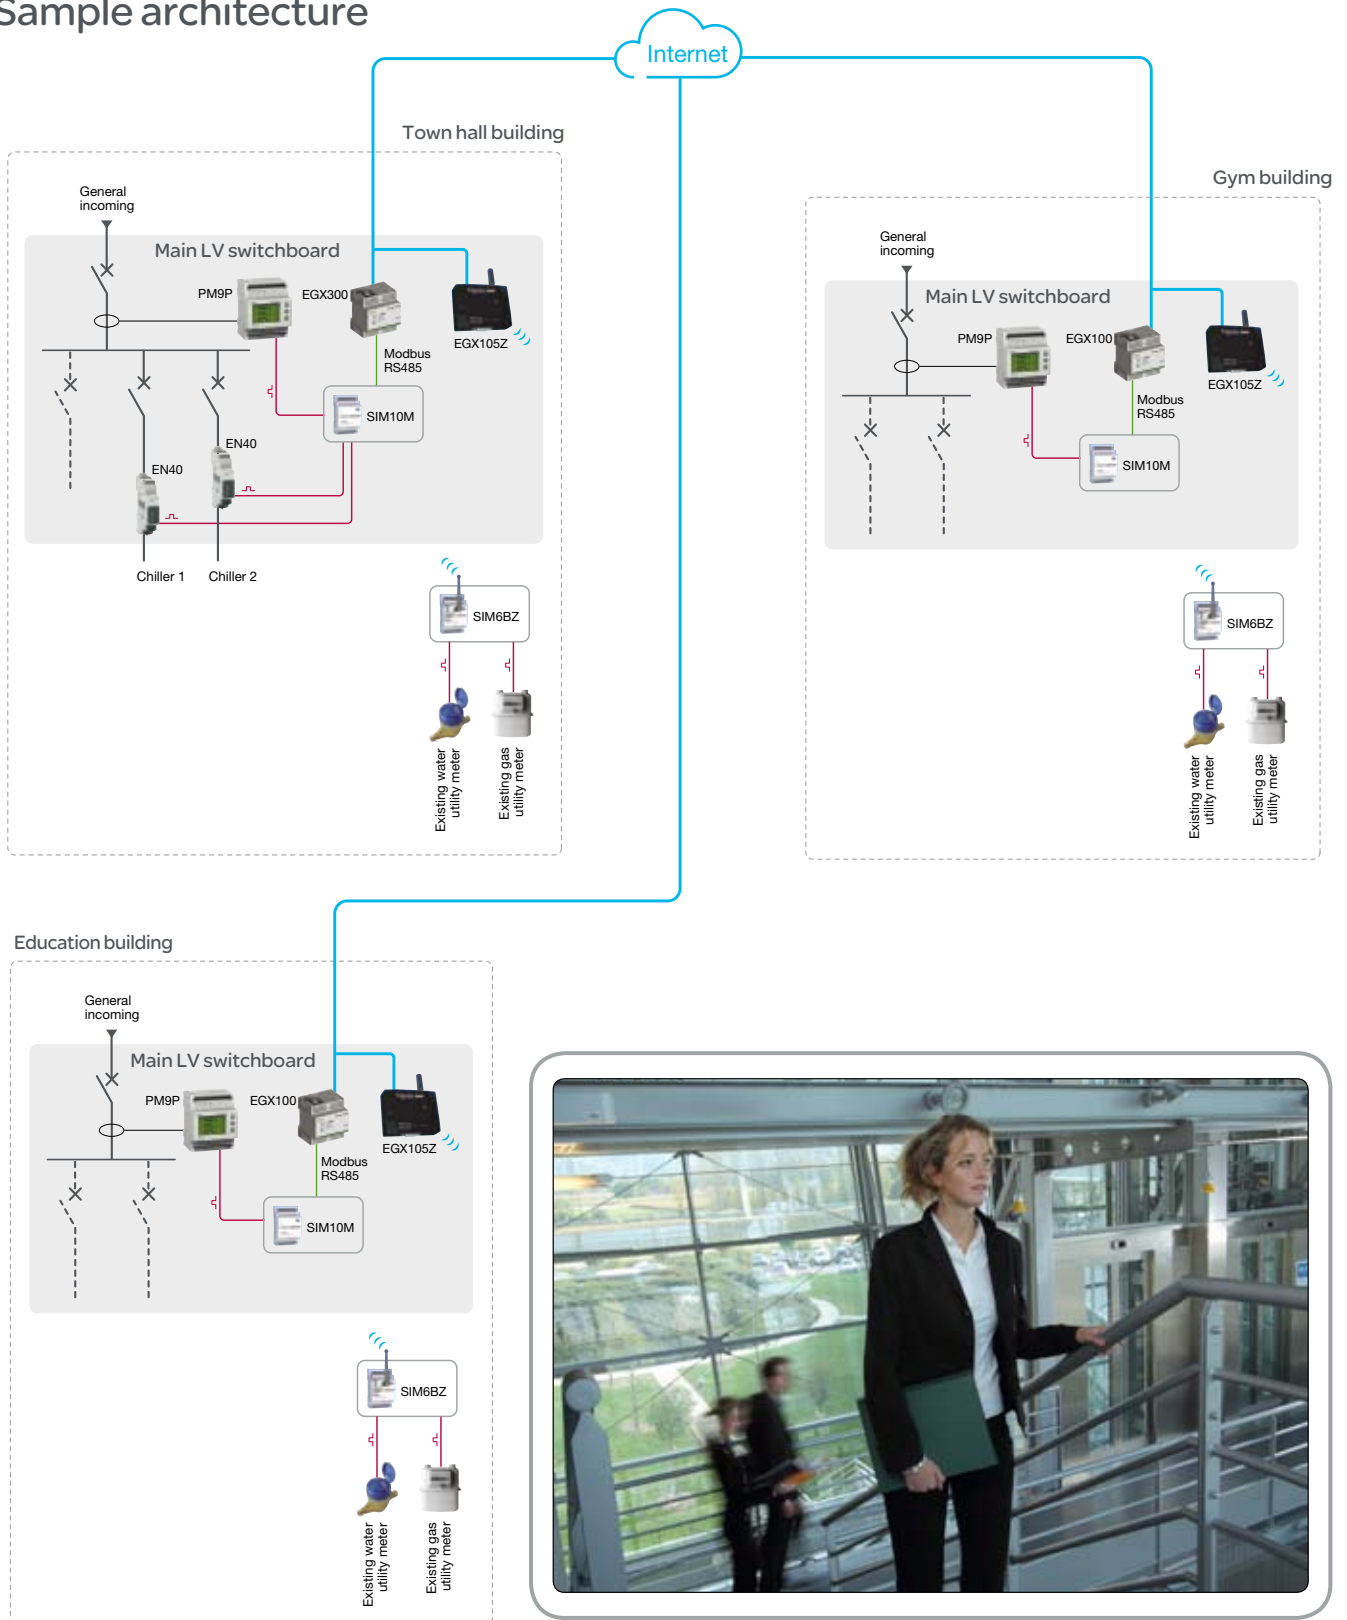 Sample architecture
Internet
Town hall building
General
incoming
Main LV switchboard
PM9P
EGX300
EGX105Z
Modbus
RS485
SIM10M
EN40
EN40
Chiller 1
Chiller 2
SIM6BZ
Existing water
utility meter
Existing gas
utility meter
Gym building
General
incoming
Main LV switchboard
PM9P
EGX100
EGX105Z
Modbus
RS485
SIM10M
SIM6BZ
Existing water
utility meter
Existing gas
utility meter
Education building
General
incoming
Main LV switchboard
PM9P
EGX100
EGX105Z
Modbus
RS485
SIM10M
SIM6BZ
Existing water
utility meter
Existing gas
utility meter